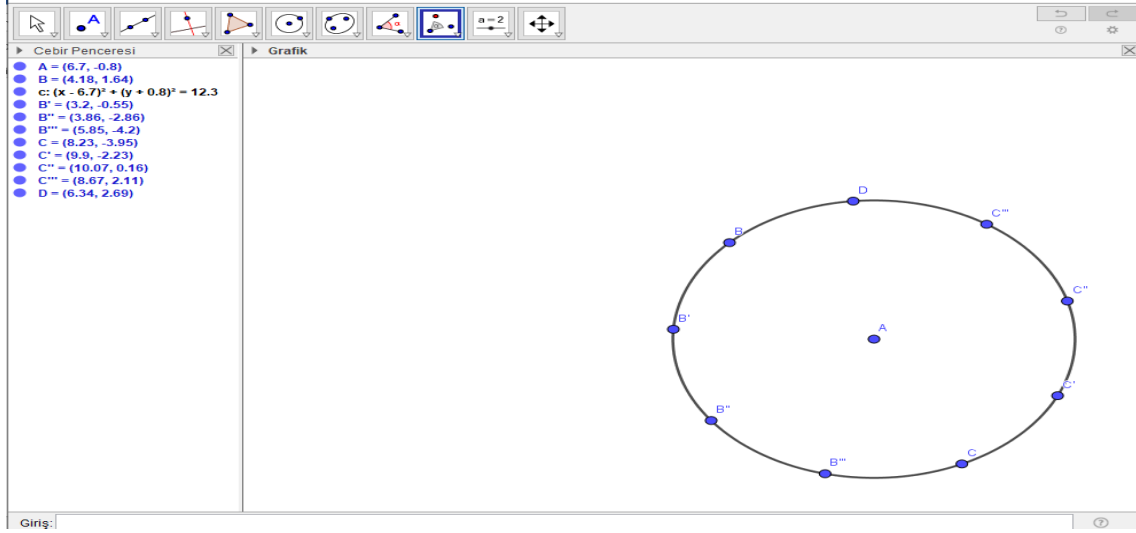 A
α
a = 2
Cebir Penceresi
Grafik
A = (6.7, -0.8)
B = (4.18, 1.64)
c: (x - 6.7)² + (y + 0.8)² = 12.3
B' = (3.2, -0.55)
B'' = (3.86, -2.86)
B''' = (5.85, -4.2)
C = (8.23, -3.95)
C' = (9.9, -2.23)
C'' = (10.07, 0.16)
C''' = (8.67, 2.11)
D = (6.34, 2.69)
D
C'''
B
C''
B'
A
C'
B''
C
B'''
Giriş: